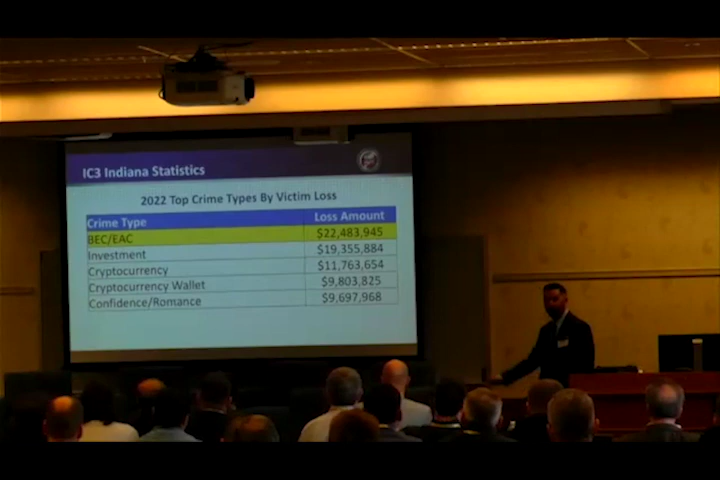 IC3 Indiana Statistics
2022 Top Crime Types By Victim Loss
Crime Type Loss Amount
BEC/EAC $22,483,945
Investment $19,355,884
Cryptocurrency $11,763,654
Cryptocurrency Wallet $9,803,825
Confidence/Romance $9,697,968